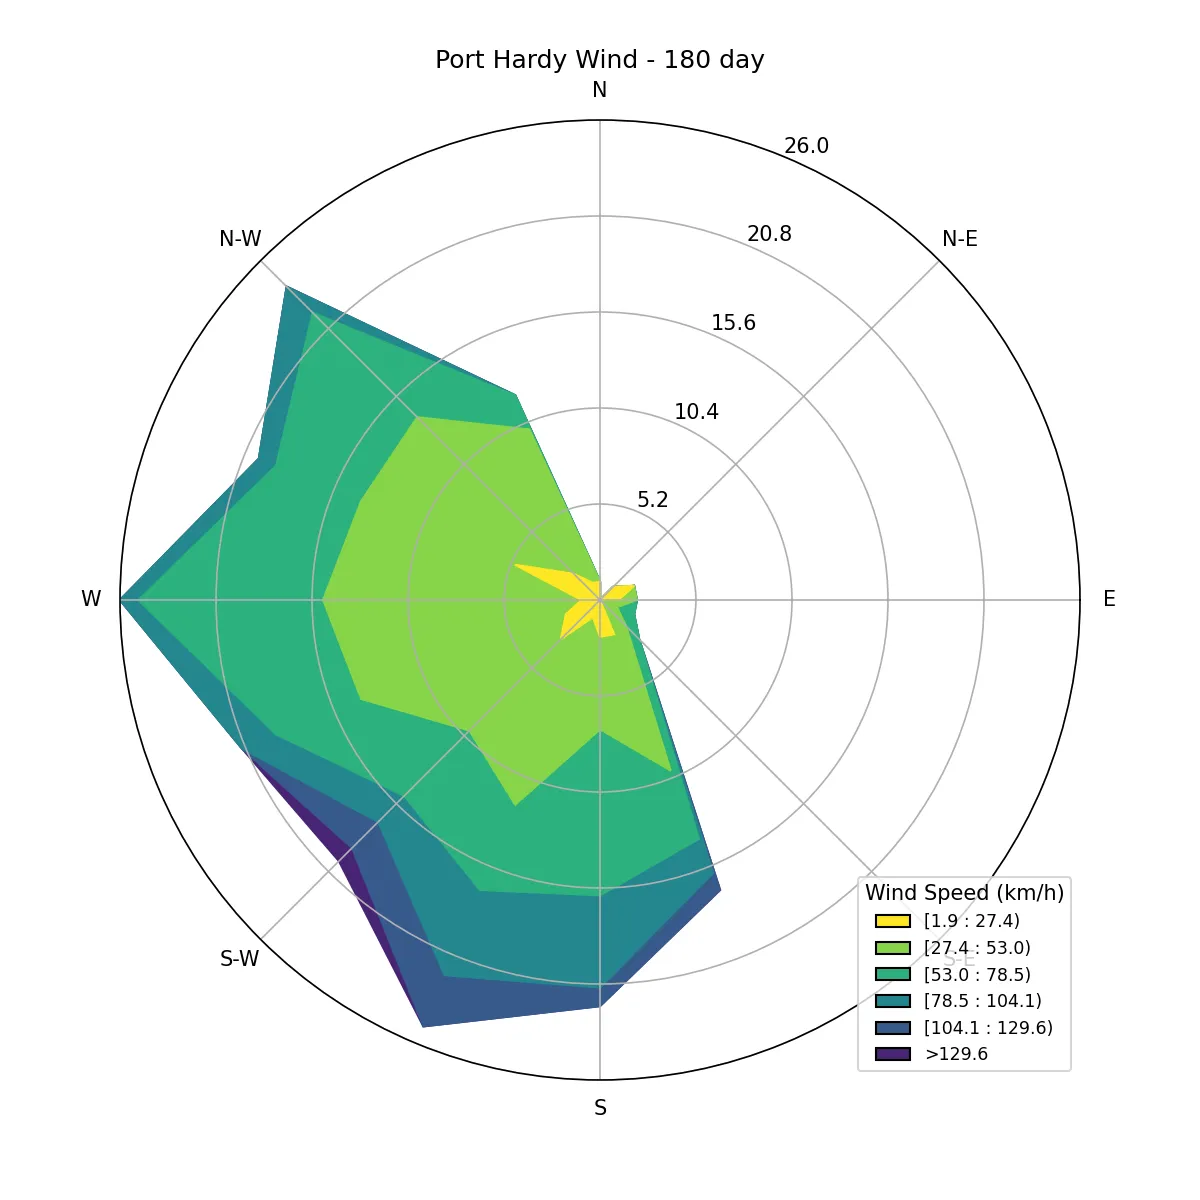 Port Hardy Wind - 180 day
N
26.0
N-W
N-E
20.8
15.6
10.4
5.2
W
E
S-W
S-E
S
Wind Speed (km/h)
[1.9 : 27.4)
[27.4 : 53.0)
[53.0 : 78.5)
[78.5 : 104.1)
[104.1 : 129.6)
>129.6